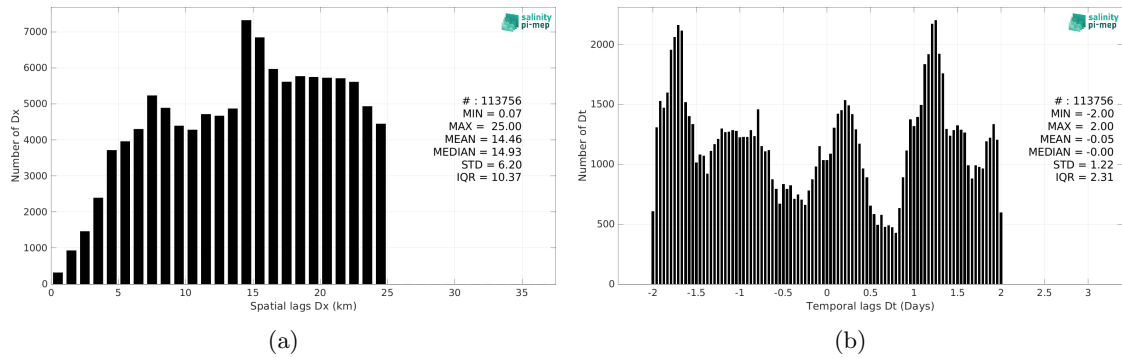 7000
6000
5000
4000
3000
2000
1000
0
Number of Dx
salinity
pi-mep
# : 113756
MIN = 0.07
MAX = 25.00
MEAN = 14.46
MEDIAN = 14.93
STD = 6.20
IQR = 10.37
0 5 10 15 20 25 30 35
Spatial lags Dx (km)
(a)
2000
1500
1000
500
0
Number of Dt
salinity
pi-mep
# : 113756
MIN = -2.00
MAX = 2.00
MEAN = -0.05
MEDIAN = -0.00
STD = 1.22
IQR = 2.31
-2 -1.5 -1 -0.5 0 0.5 1 1.5 2 2.5 3
Temporal lags Dt (Days)
(b)